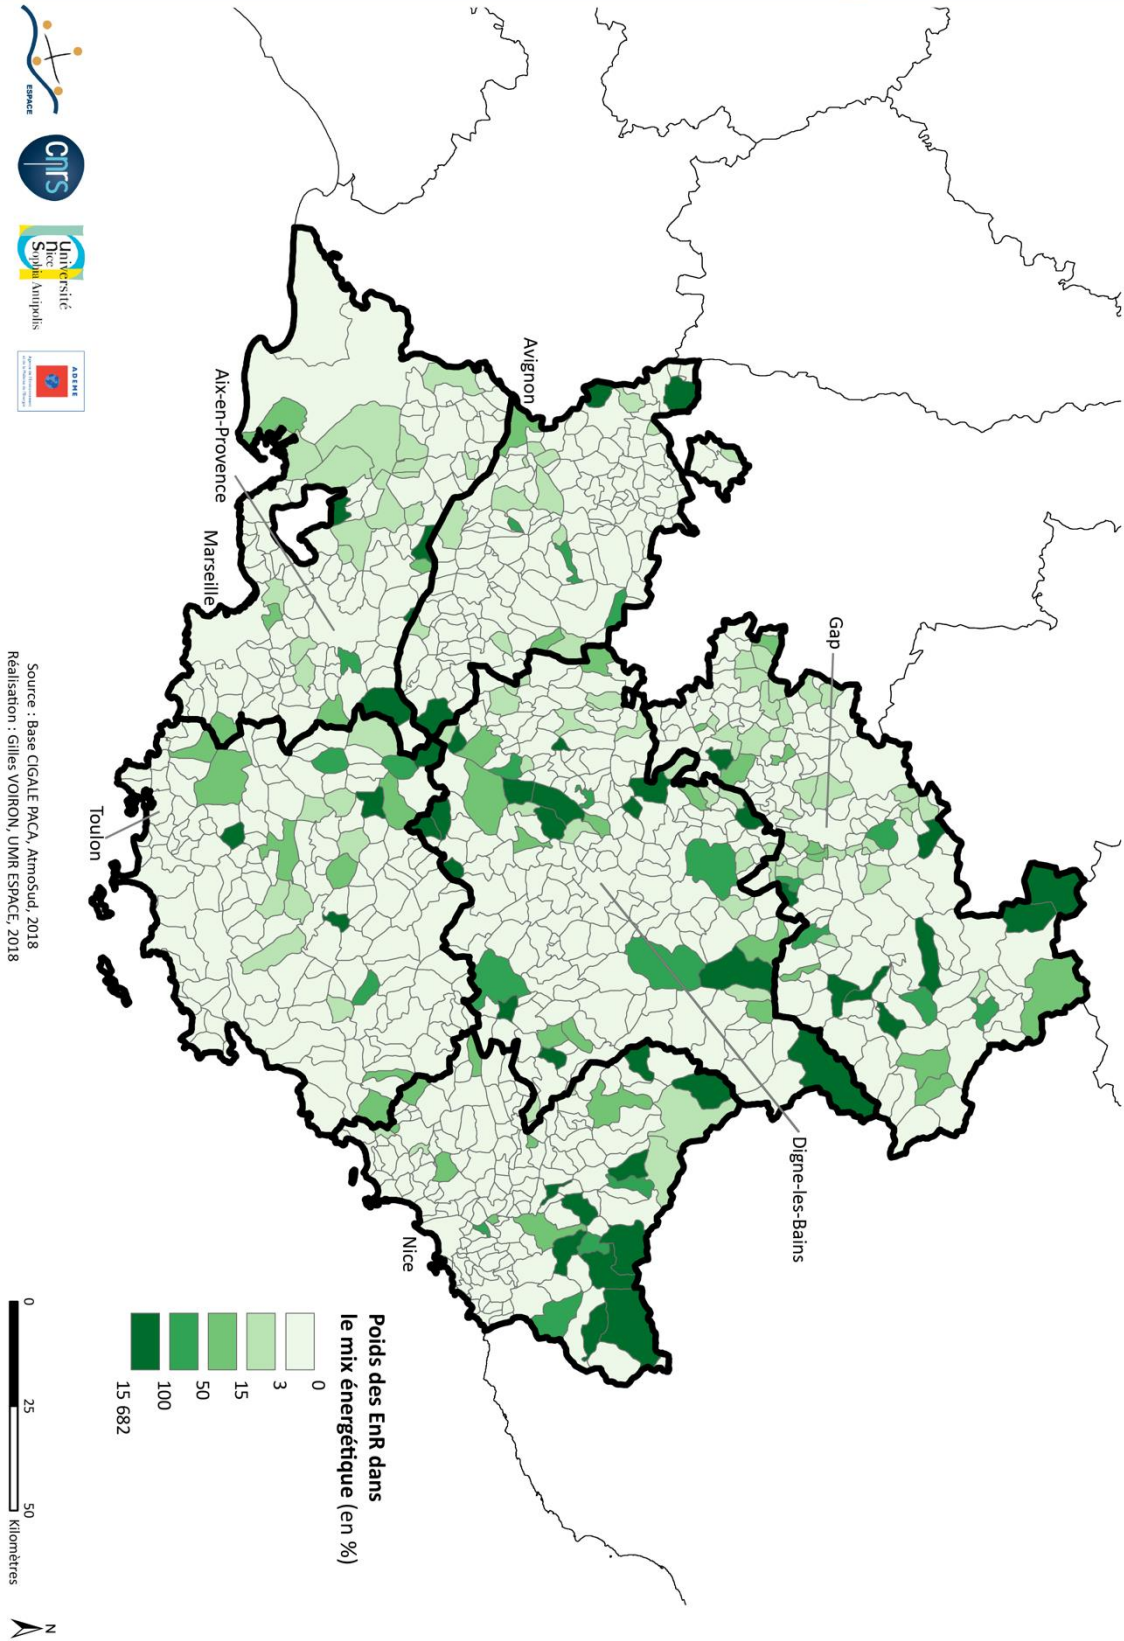 Gap
Avignon
Digne-les-Bains
Aix-en-Provence
Marseille
Nice
Toulon
Poids des EnR dans
le mix énergétique (en %)
0
3
15
50
100
15 682
ESPACE
cnrs
Université
nice
Sophia Antipolis
ADEME
Source : Base CIGALE PACA, AtmoSud, 2018
Réalisation : Gilles VOIRON, UMR ESPACE, 2018
0 25 50
Kilomètres
N